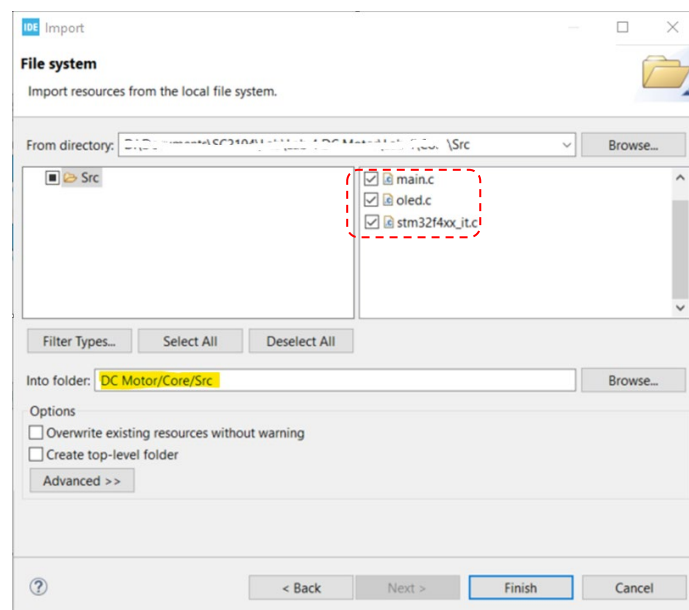 IDE Import
File system
Import resources from the local file system.
From directory: \Src Browse...
Src
main.c
oled.c
stm32f4xx_it.c
Filter Types... Select All Deselect All
Into folder: DC Motor/Core/Src Browse...
Options
Overwrite existing resources without warning
Create top-level folder
Advanced >>
? < Back Next > Finish Cancel